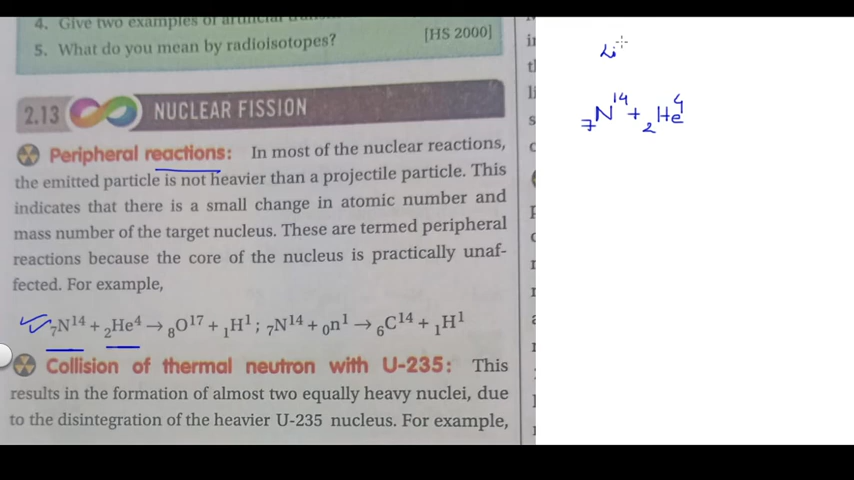 4. Give two examples of artificial
5. What do you mean by radioisotopes? [HS 2000]
2.13 NUCLEAR FISSION
Peripheral reactions: In most of the nuclear reactions,
the emitted particle is not heavier than a projectile particle. This
indicates that there is a small change in atomic number and
mass number of the target nucleus. These are termed peripheral
reactions because the core of the nucleus is practically unaf-
fected. For example,
₇N¹⁴ + ₂He⁴ → ₈O¹⁷ + ₁H¹; ₇N¹⁴ + ₀n¹ → ₆C¹⁴ + ₁H¹
Collision of thermal neutron with U-235: This
results in the formation of almost two equally heavy nuclei, due
to the disintegration of the heavier U-235 nucleus. For example,
Li
₇N¹⁴ + ₂He⁴